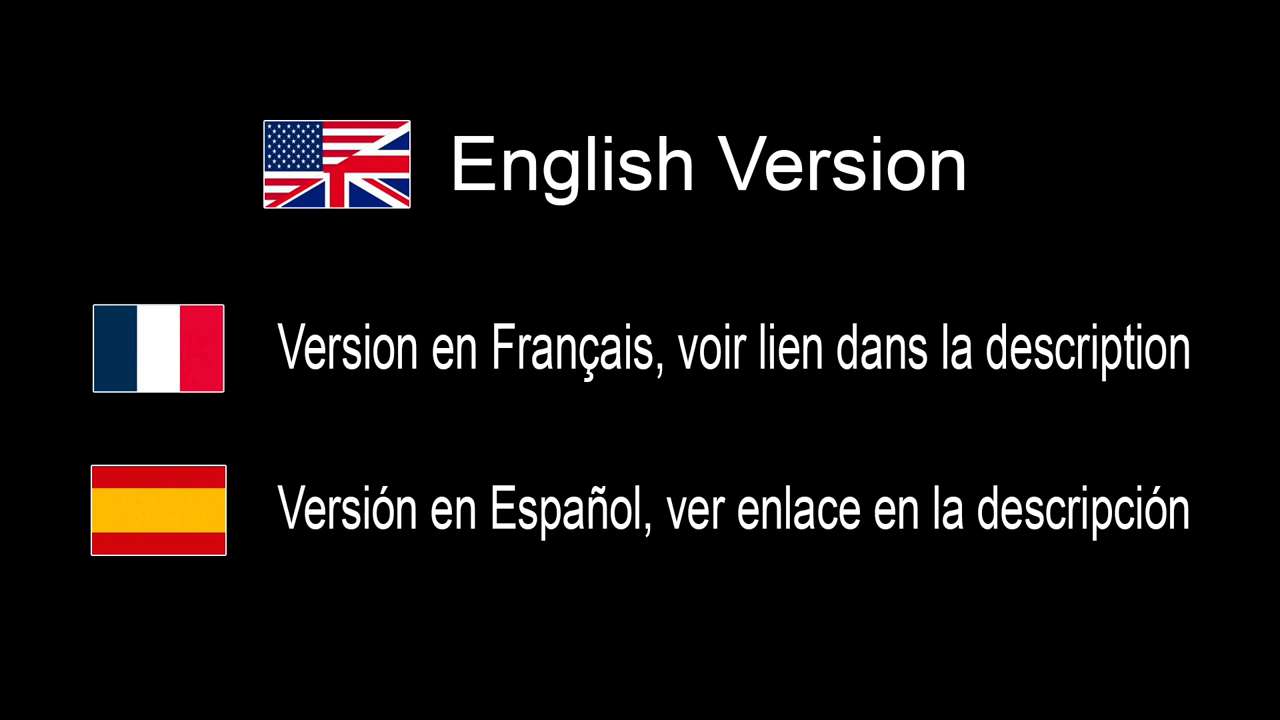 English Version
Version en Français, voir lien dans la description
Versión en Español, ver enlace en la descripción